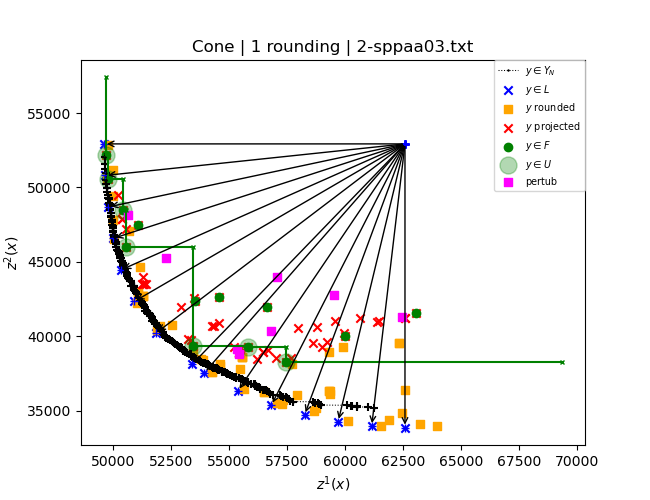 Cone | 1 rounding | 2-sppaa03.txt
z²(x)
55000
50000
45000
40000
35000
y ∈ Y_N
y ∈ L
y rounded
y projected
y ∈ F
y ∈ U
pertub
50000 52500 55000 57500 60000 62500 65000 67500 70000
z¹(x)